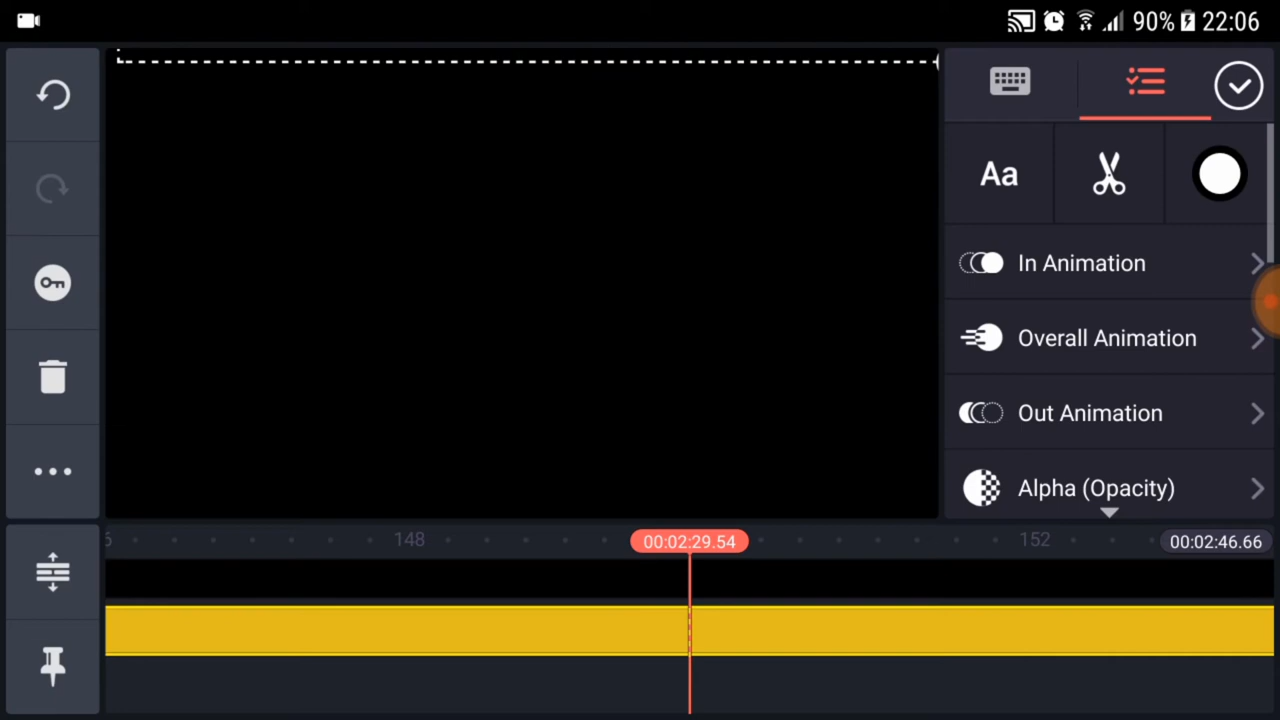 90% 22:06
Aa
In Animation
Overall Animation
Out Animation
Alpha (Opacity)
6 148 00:02:29.54 152 00:02:46.66